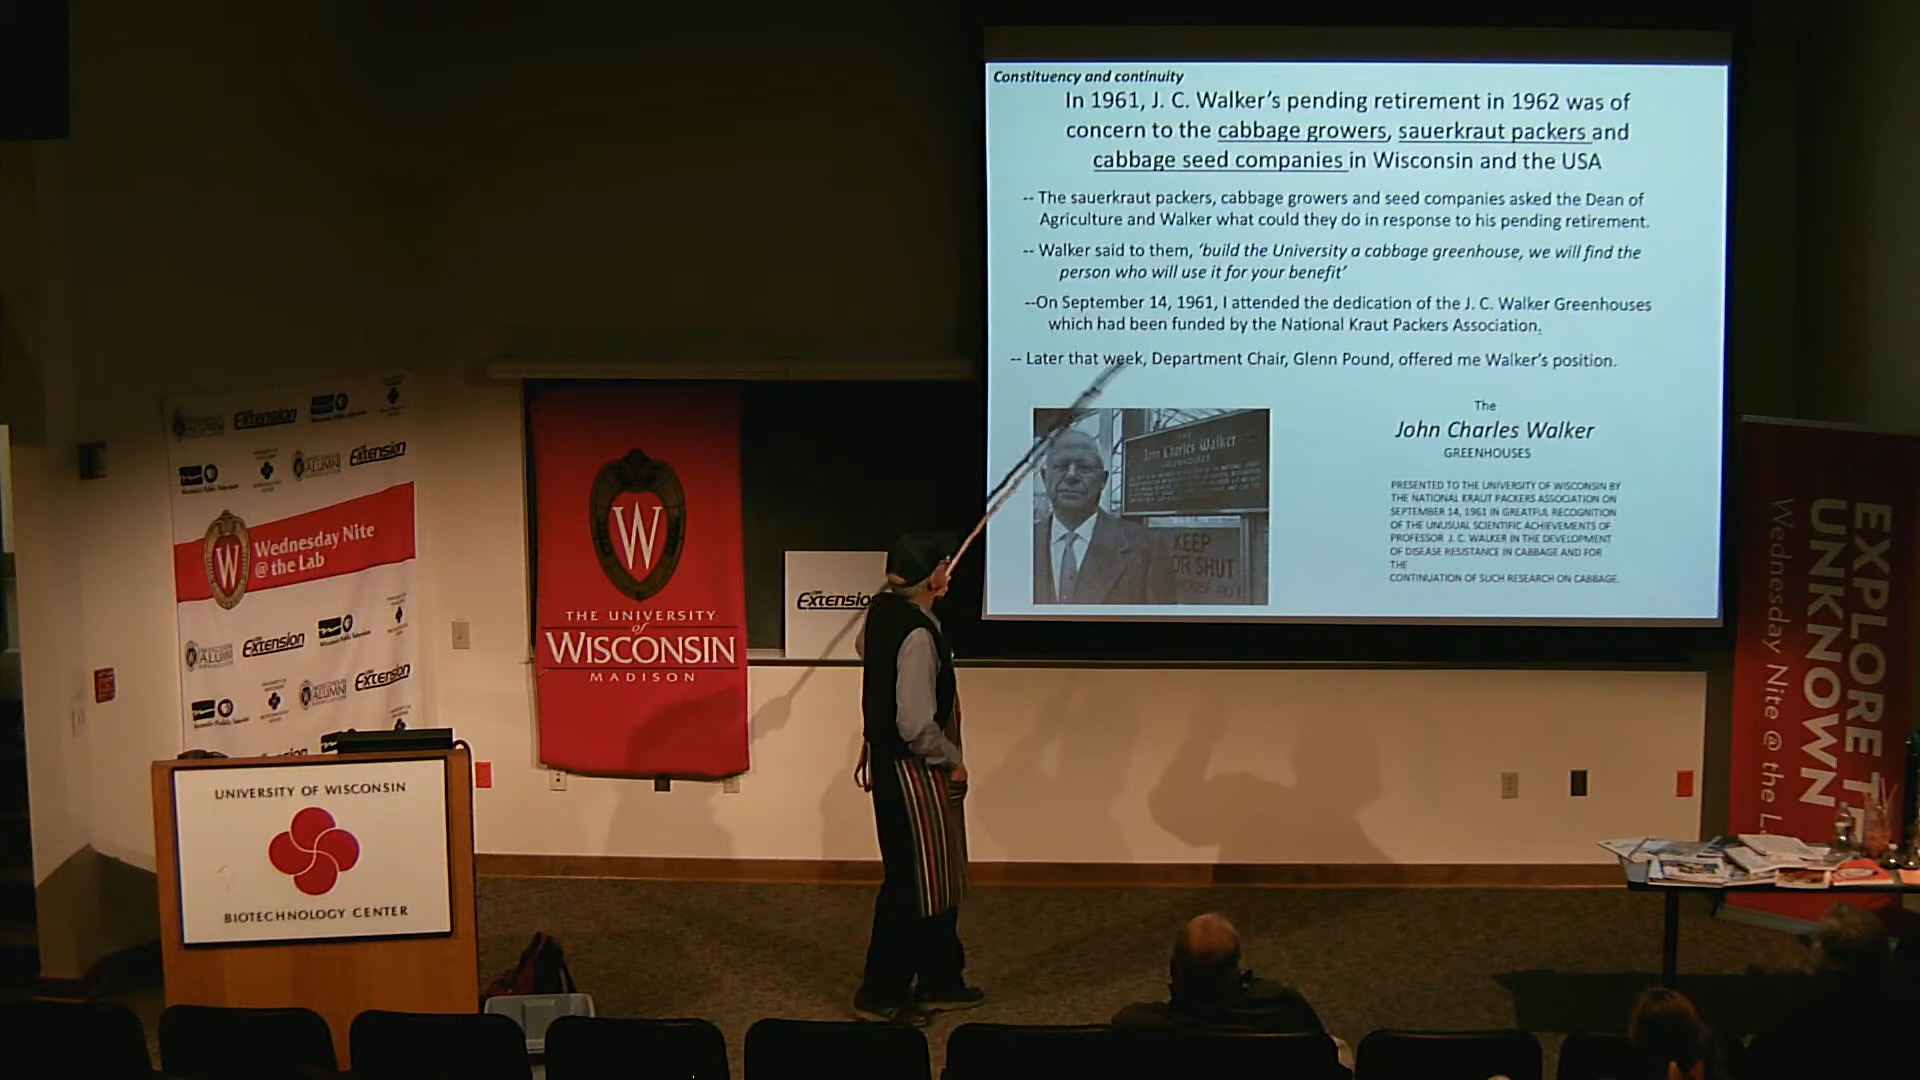 Constituency and continuity
In 1961, J. C. Walker's pending retirement in 1962 was of
concern to the cabbage growers, sauerkraut packers and
cabbage seed companies in Wisconsin and the USA
-- The sauerkraut packers, cabbage growers and seed companies asked the Dean of
Agriculture and Walker what could they do in response to his pending retirement.
-- Walker said to them, 'build the University a cabbage greenhouse, we will find the
person who will use it for your benefit'
--On September 14, 1961, I attended the dedication of the J. C. Walker Greenhouses
which had been funded by the National Kraut Packers Association.
-- Later that week, Department Chair, Glenn Pound, offered me Walker's position.
The
John Charles Walker
GREENHOUSES
PRESENTED TO THE UNIVERSITY OF WISCONSIN BY
THE NATIONAL KRAUT PACKERS ASSOCIATION ON
SEPTEMBER 14, 1961 IN GREATFUL RECOGNITION
OF THE UNUSUAL SCIENTIFIC ACHIEVEMENTS OF
PROFESSOR J. C. WALKER IN THE DEVELOPMENT
OF DISEASE RESISTANCE IN CABBAGE AND FOR
THE
CONTINUATION OF SUCH RESEARCH ON CABBAGE.
John Charles Walker
GREENHOUSES
KEEP
OR SHUT
Extension
ALUMNI
Extension
W
Wednesday Nite
@ the Lab
ALUMNI
Extension
ALUMNI
Extension
W
THE UNIVERSITY
of
WISCONSIN
MADISON
Extensio
UNIVERSITY OF WISCONSIN
BIOTECHNOLOGY CENTER
EXPLORE T
UNKNOWN
Wednesday Nite @ the L